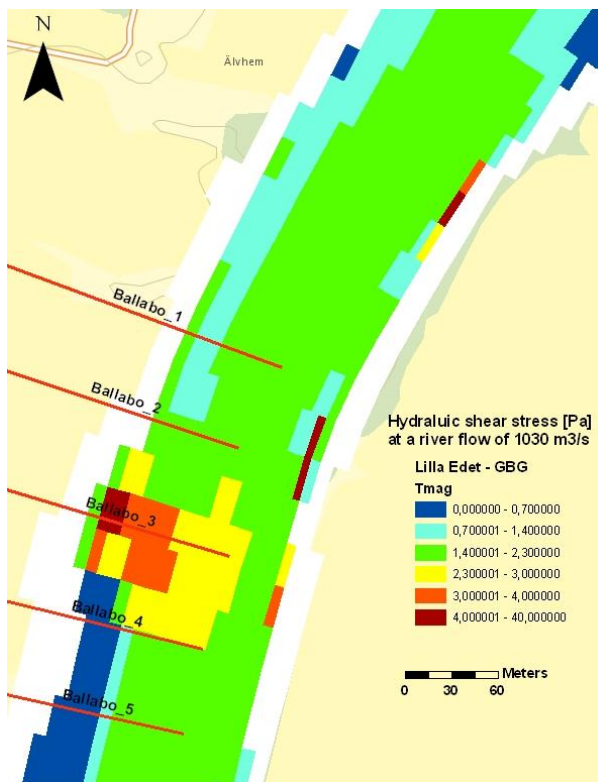 N
Älvhem
Ballabo_1
Ballabo_2
Ballabo_3
Ballabo_4
Ballabo_5
Hydraluic shear stress [Pa]
at a river flow of 1030 m3/s
Lilla Edet - GBG
Tmag
0,000000 - 0,700000
0,700001 - 1,400000
1,400001 - 2,300000
2,300001 - 3,000000
3,000001 - 4,000000
4,000001 - 40,000000
Meters
0 30 60